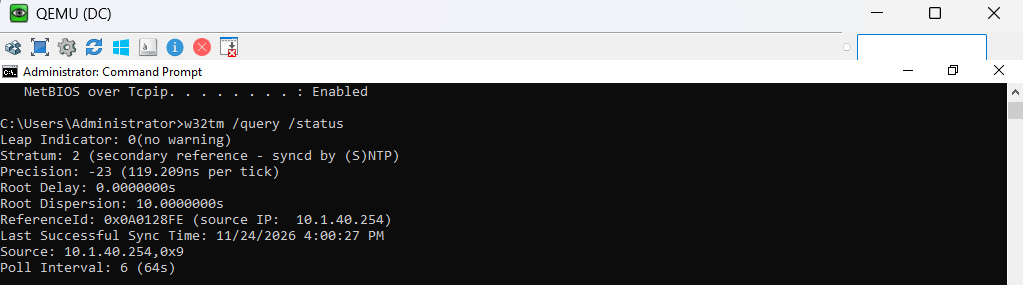 QEMU (DC)
Administrator: Command Prompt
NetBIOS over Tcpip. . . . . . . . : Enabled
C:\Users\Administrator>w32tm /query /status
Leap Indicator: 0(no warning)
Stratum: 2 (secondary reference - syncd by (S)NTP)
Precision: -23 (119.209ns per tick)
Root Delay: 0.0000000s
Root Dispersion: 10.0000000s
ReferenceId: 0x0A0128FE (source IP:  10.1.40.254)
Last Successful Sync Time: 11/24/2026 4:00:27 PM
Source: 10.1.40.254,0x9
Poll Interval: 6 (64s)